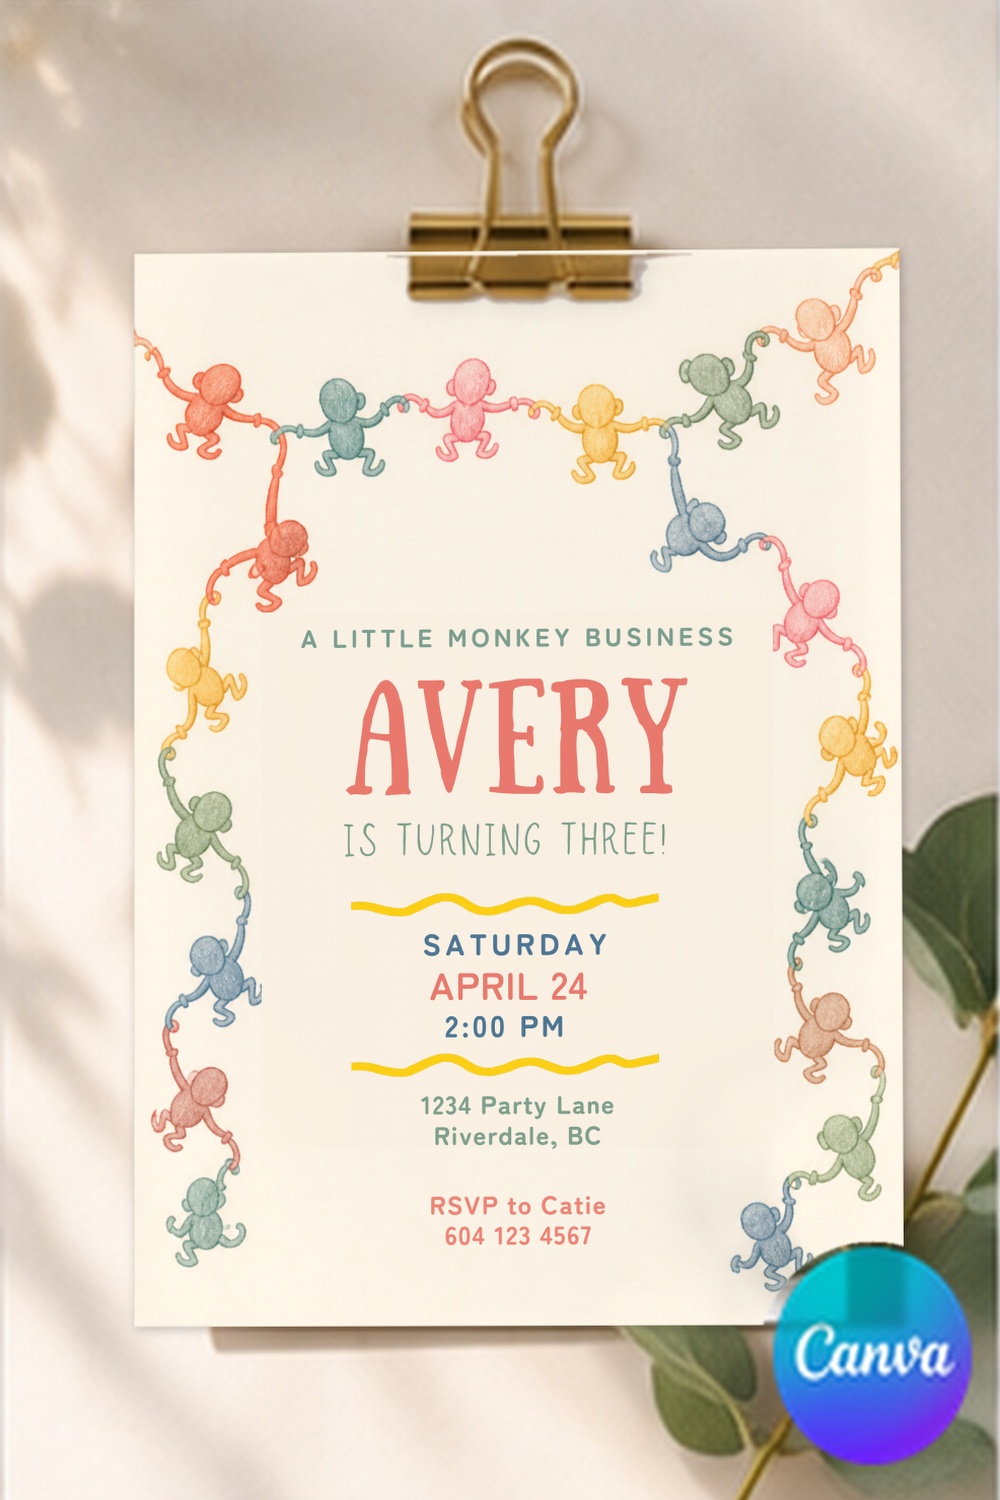 A LITTLE MONKEY BUSINESS
AVERY
IS TURNING THREE!
SATURDAY
APRIL 24
2:00 PM
1234 Party Lane
Riverdale, BC
RSVP to Catie
604 123 4567
Canva